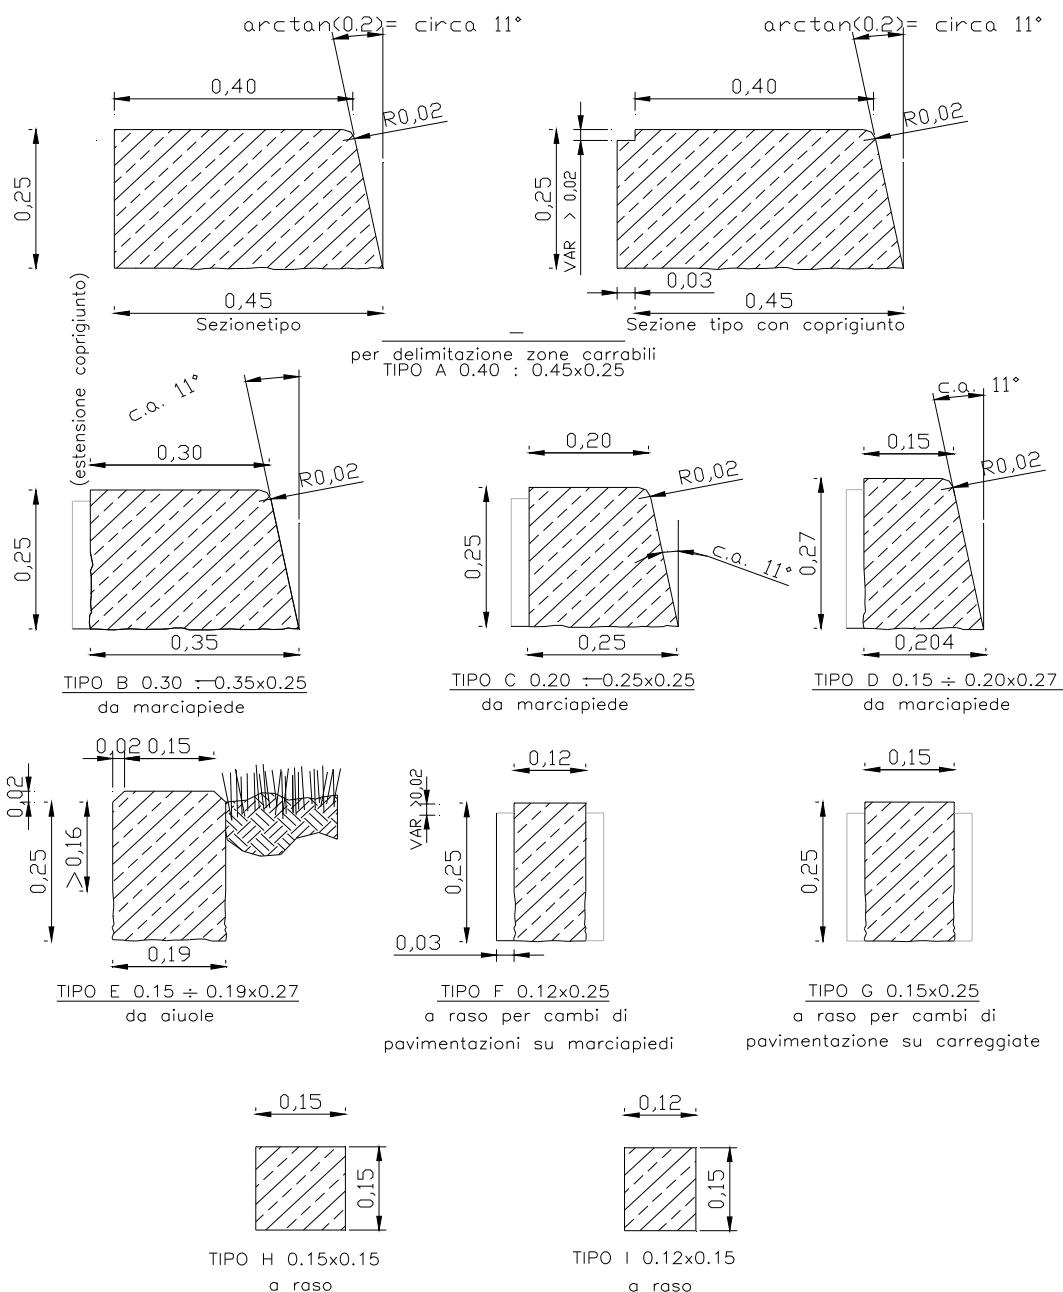 arctan(0.2)= circa 11°
arctan(0.2)= circa 11°
0,40
R0,02
0,25
0,45
Sezionetipo
0,40
R0,02
0,25
VAR > 0,02
0,03
0,45
Sezione tipo con coprigiunto
(estensione coprigiunto)
per delimitazione zone carrabili
TIPO A 0.40 : 0.45x0.25
c.a. 11°
0,30
R0,02
0,25
0,35
TIPO B 0.30 ÷ 0.35x0.25
da marciapiede
0,20
R0,02
0,25
c.a. 11°
0,25
TIPO C 0.20 ÷ 0.25x0.25
da marciapiede
c.a. 11°
0,15
R0,02
0,27
0,204
TIPO D 0.15 ÷ 0.20x0.27
da marciapiede
0,02 0,15
0,02
0,25
>0,16
0,19
TIPO E 0.15 ÷ 0.19x0.27
da aiuole
0,12
VAR >0,02
0,25
0,03
TIPO F 0.12x0.25
a raso per cambi di
pavimentazioni su marciapiedi
0,15
0,25
TIPO G 0.15x0.25
a raso per cambi di
pavimentazione su carreggiate
0,15
0,15
TIPO H 0.15x0.15
a raso
0,12
0,15
TIPO I 0.12x0.15
a raso